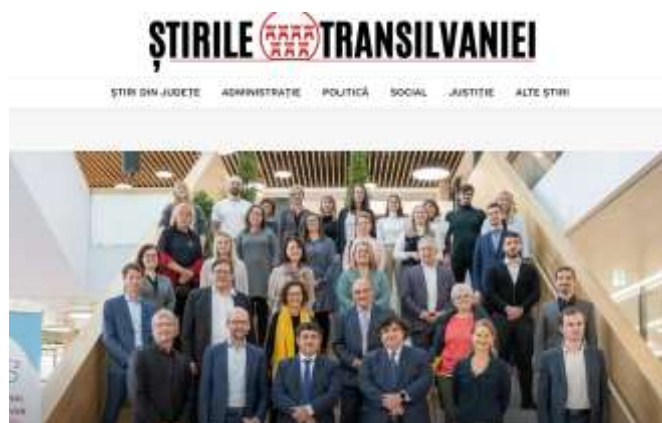 ȘTIRILE TRANSILVANIEI
ȘTIRI DIN JUDEȚE ADMINISTRAȚIE POLITICĂ SOCIAL JUSTIȚIE ALTE ȘTIRI